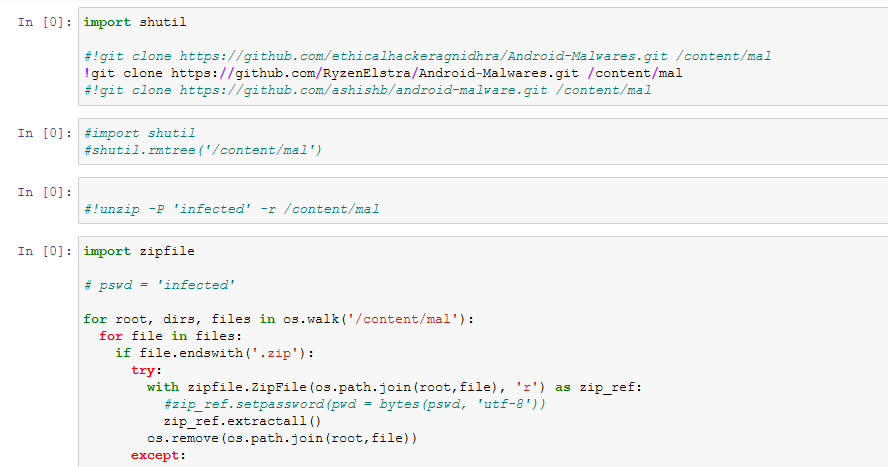 In [0]: import shutil
#!git clone https://github.com/ethicalhackeragnidhra/Android-Malwares.git /content/mal
!git clone https://github.com/RyzenElstra/Android-Malwares.git /content/mal
#!git clone https://github.com/ashishb/android-malware.git /content/mal
In [0]: #import shutil
#shutil.rmtree('/content/mal')
In [0]:
#!unzip -P 'infected' -r /content/mal
In [0]: import zipfile
# pswd = 'infected'
for root, dirs, files in os.walk('/content/mal'):
  for file in files:
    if file.endswith('.zip'):
      try:
        with zipfile.ZipFile(os.path.join(root,file), 'r') as zip_ref:
          #zip_ref.setpassword(pwd = bytes(pswd, 'utf-8'))
          zip_ref.extractall()
        os.remove(os.path.join(root,file))
      except: